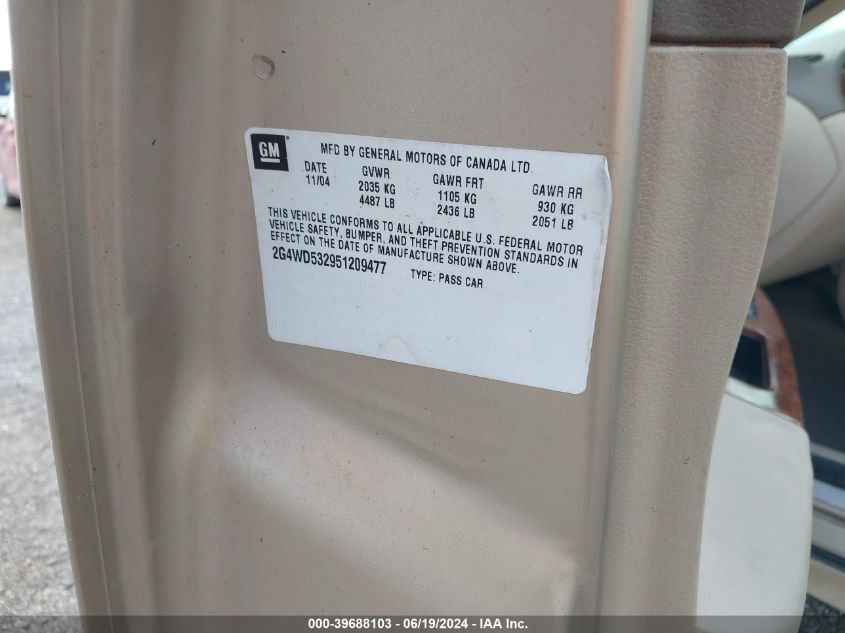 GM MFD BY GENERAL MOTORS OF CANADA LTD
DATE GVWR GAWR FRT GAWR RR
11/04 2035 KG 1105 KG 930 KG
4487 LB 2436 LB 2051 LB
THIS VEHICLE CONFORMS TO ALL APPLICABLE U.S. FEDERAL MOTOR
VEHICLE SAFETY, BUMPER, AND THEFT PREVENTION STANDARDS IN
EFFECT ON THE DATE OF MANUFACTURE SHOWN ABOVE.
2G4WD532951209477 TYPE: PASS CAR
000-39688103 - 06/19/2024 - IAA Inc.